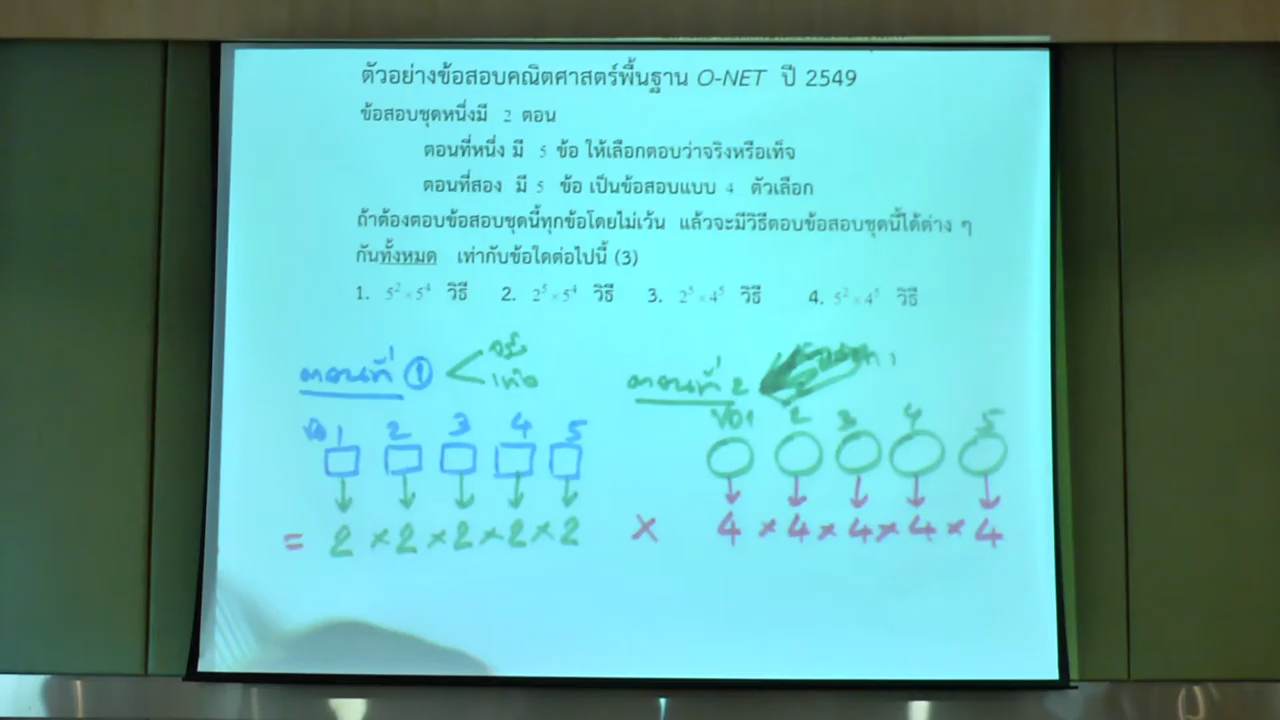 ตัวอย่างข้อสอบคณิตศาสตร์พื้นฐาน O-NET ปี 2549
ข้อสอบชุดหนึ่งมี 2 ตอน
ตอนที่หนึ่ง มี 5 ข้อ ให้เลือกตอบว่าจริงหรือเท็จ
ตอนที่สอง มี 5 ข้อ เป็นข้อสอบแบบ 4 ตัวเลือก
ถ้าต้องตอบข้อสอบชุดนี้ทุกข้อโดยไม่เว้น แล้วจะมีวิธีตอบข้อสอบชุดนี้ได้ต่าง ๆ
กันทั้งหมด เท่ากับข้อใดต่อไปนี้ (3)
1. 5² × 5⁴ วิธี 2. 2⁵ × 5⁴ วิธี 3. 2⁵ × 4⁵ วิธี 4. 5² × 4⁵ วิธี
ตอนที่ 1 จริง เท็จ ตอนที่ 2
ข้อ 1 2 3 4 5 ข้อ 1 2 3 4 5
= 2 × 2 × 2 × 2 × 2 × 4 × 4 × 4 × 4 × 4